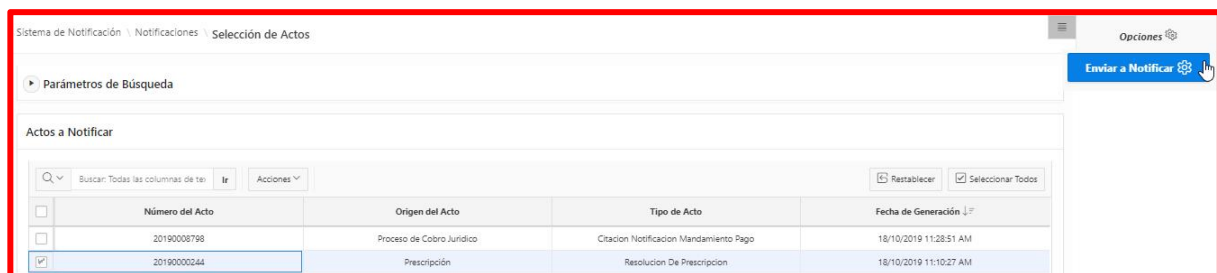 Sistema de Notificación \ Notificaciones \ Selección de Actos
Opciones
Enviar a Notificar
Parámetros de Búsqueda
Actos a Notificar
Buscar: Todas las columnas de tex Ir Acciones Restablecer Seleccionar Todos
Número del Acto Origen del Acto Tipo de Acto Fecha de Generación
20190008798 Proceso de Cobro Juridico Citacion Notificacion Mandamiento Pago 18/10/2019 11:28:51 AM
20190000244 Prescripción Resolucion De Prescripcion 18/10/2019 11:10:27 AM